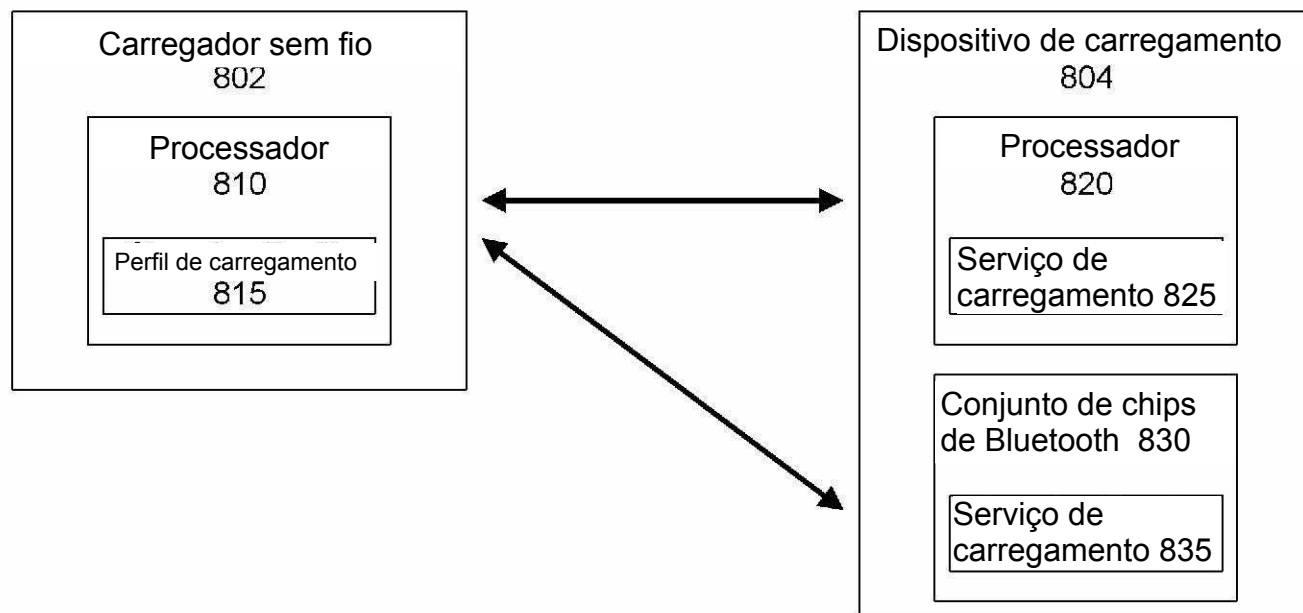 Carregador sem fio
802
Processador
810
Perfil de carregamento
815
Dispositivo de carregamento
804
Processador
820
Serviço de
carregamento 825
Conjunto de chips
de Bluetooth 830
Serviço de
carregamento 835